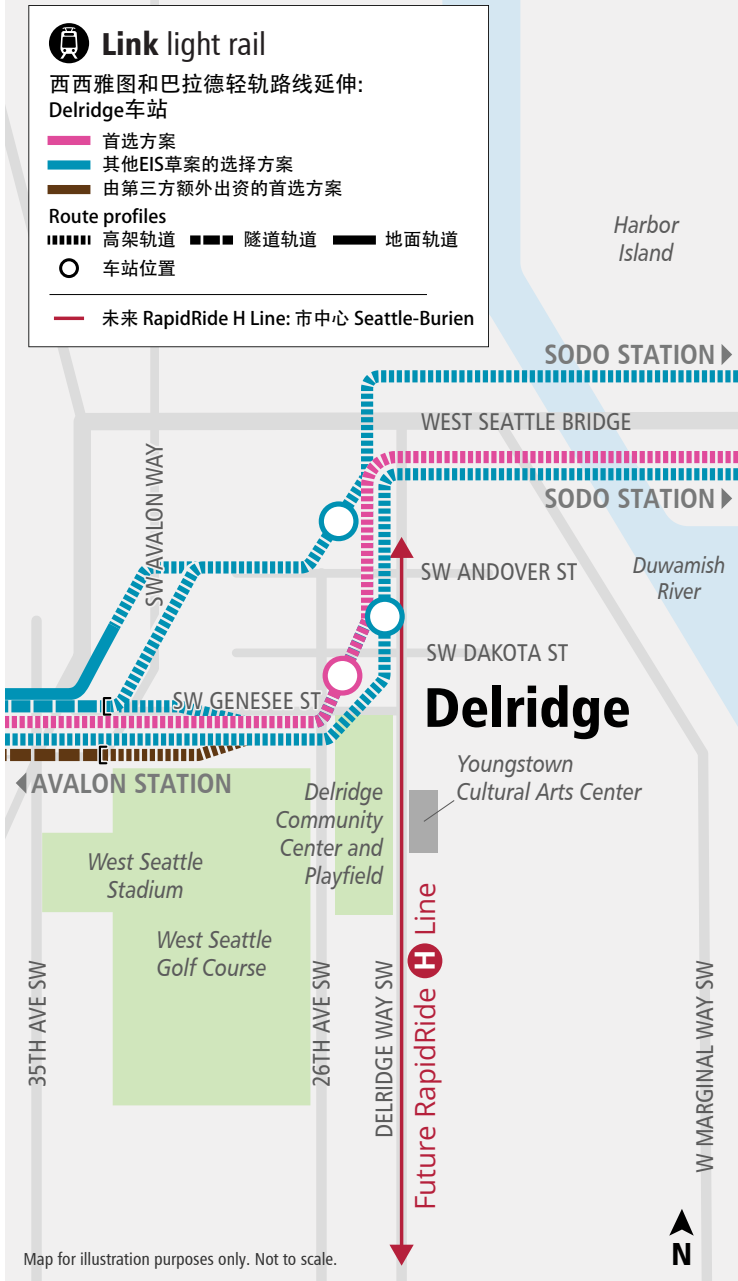 Link light rail
西西雅图和巴拉德轻轨路线延伸:
Delridge车站
首选方案
其他EIS草案的选择方案
由第三方额外出资的首选方案
Route profiles
高架轨道 隧道轨道 地面轨道
车站位置
未来 RapidRide H Line: 市中心 Seattle-Burien
Harbor
Island
SODO STATION
WEST SEATTLE BRIDGE
SW AVALON WAY
SODO STATION
SW ANDOVER ST
Duwamish
River
SW DAKOTA ST
SW GENESEE ST
Delridge
AVALON STATION
Youngstown
Cultural Arts Center
Delridge
Community
Center and
Playfield
West Seattle
Stadium
West Seattle
Golf Course
35TH AVE SW
26TH AVE SW
DELRIDGE WAY SW
Future RapidRide H Line
W MARGINAL WAY SW
N
Map for illustration purposes only. Not to scale.